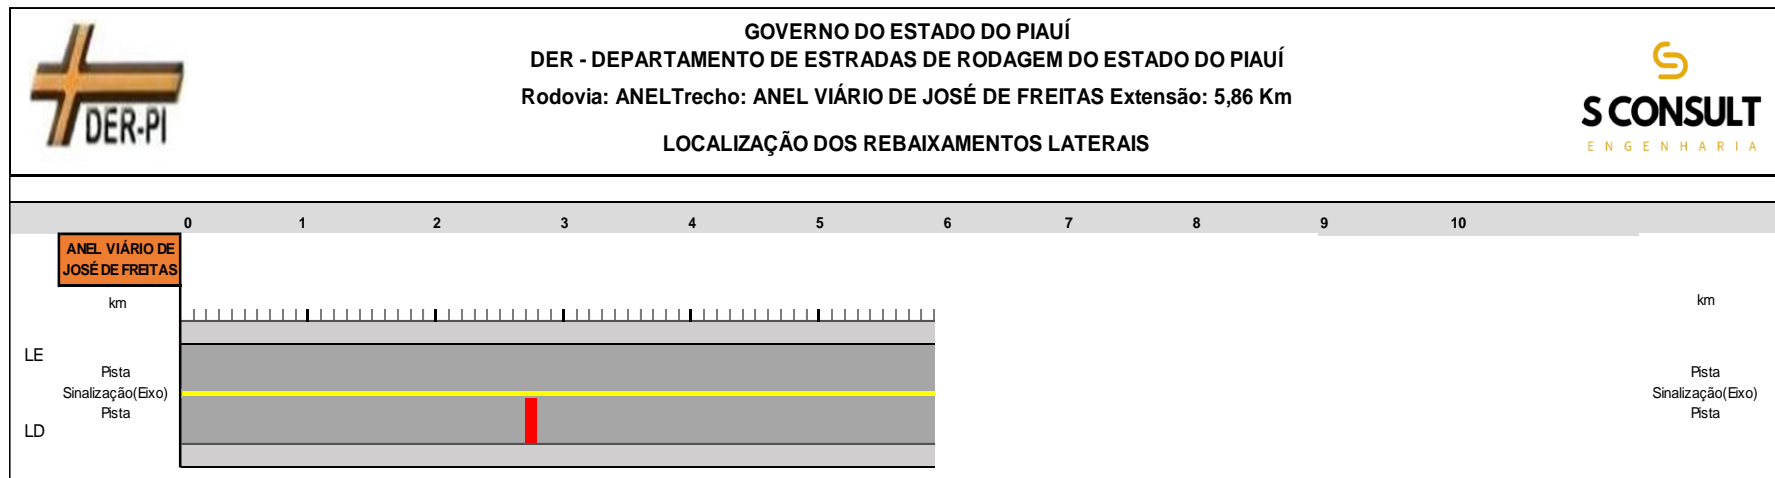 GOVERNO DO ESTADO DO PIAUÍ
DER - DEPARTAMENTO DE ESTRADAS DE RODAGEM DO ESTADO DO PIAUÍ
Rodovia: ANELTrecho: ANEL VIÁRIO DE JOSÉ DE FREITAS Extensão: 5,86 Km
LOCALIZAÇÃO DOS REBAIXAMENTOS LATERAIS
DER-PI
S CONSULT
ENGENHARIA
0 1 2 3 4 5 6 7 8 9 10
ANEL VIÁRIO DE
JOSÉ DE FREITAS
km km
LE
Pista Pista
Sinalização(Eixo) Sinalização(Eixo)
Pista Pista
LD